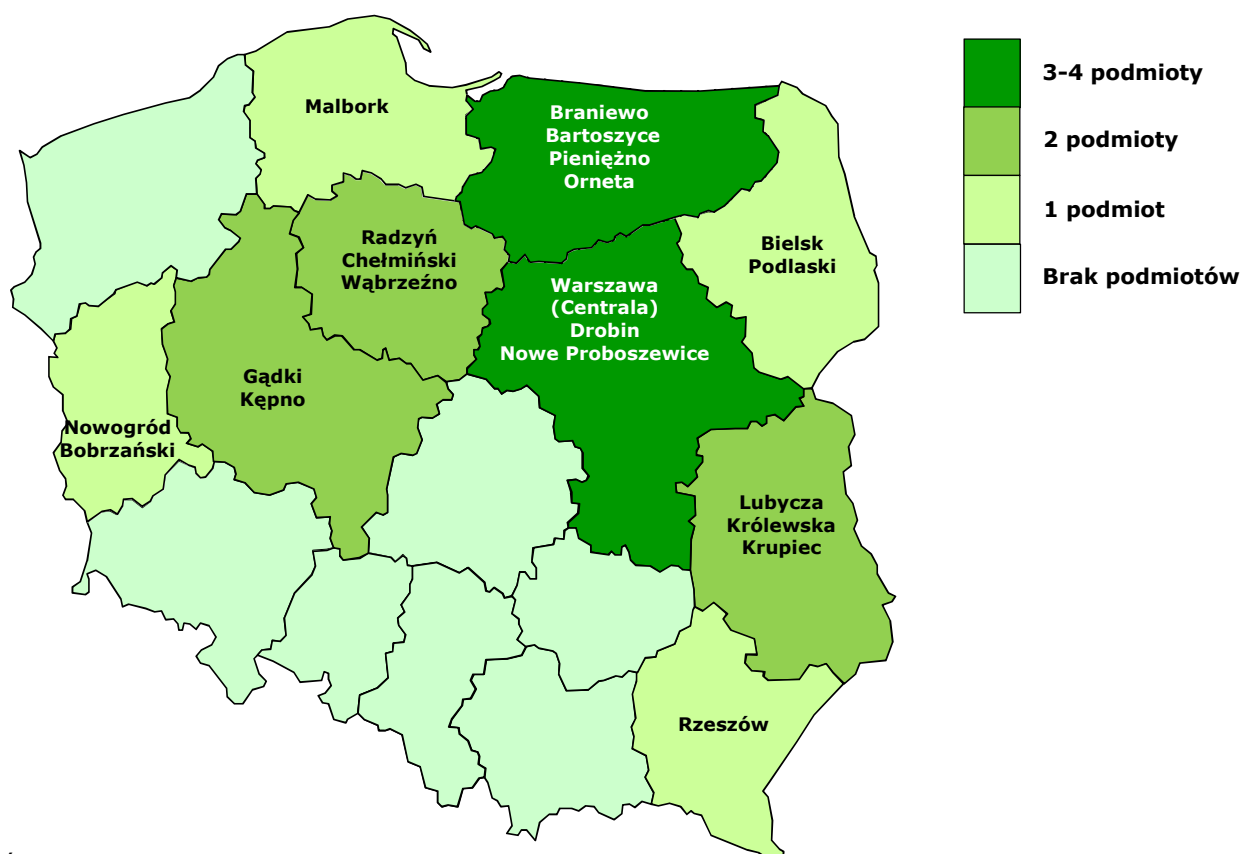 Malbork
Braniewo
Bartoszyce
Pieniężno
Orneta
Radzyń
Chełmiński
Wąbrzeźno
Bielsk
Podlaski
Warszawa
(Centrala)
Drobin
Nowe Proboszewice
Gądki
Kępno
Nowogród
Bobrzański
Lubycza
Królewska
Krupiec
Rzeszów
3-4 podmioty
2 podmioty
1 podmiot
Brak podmiotów